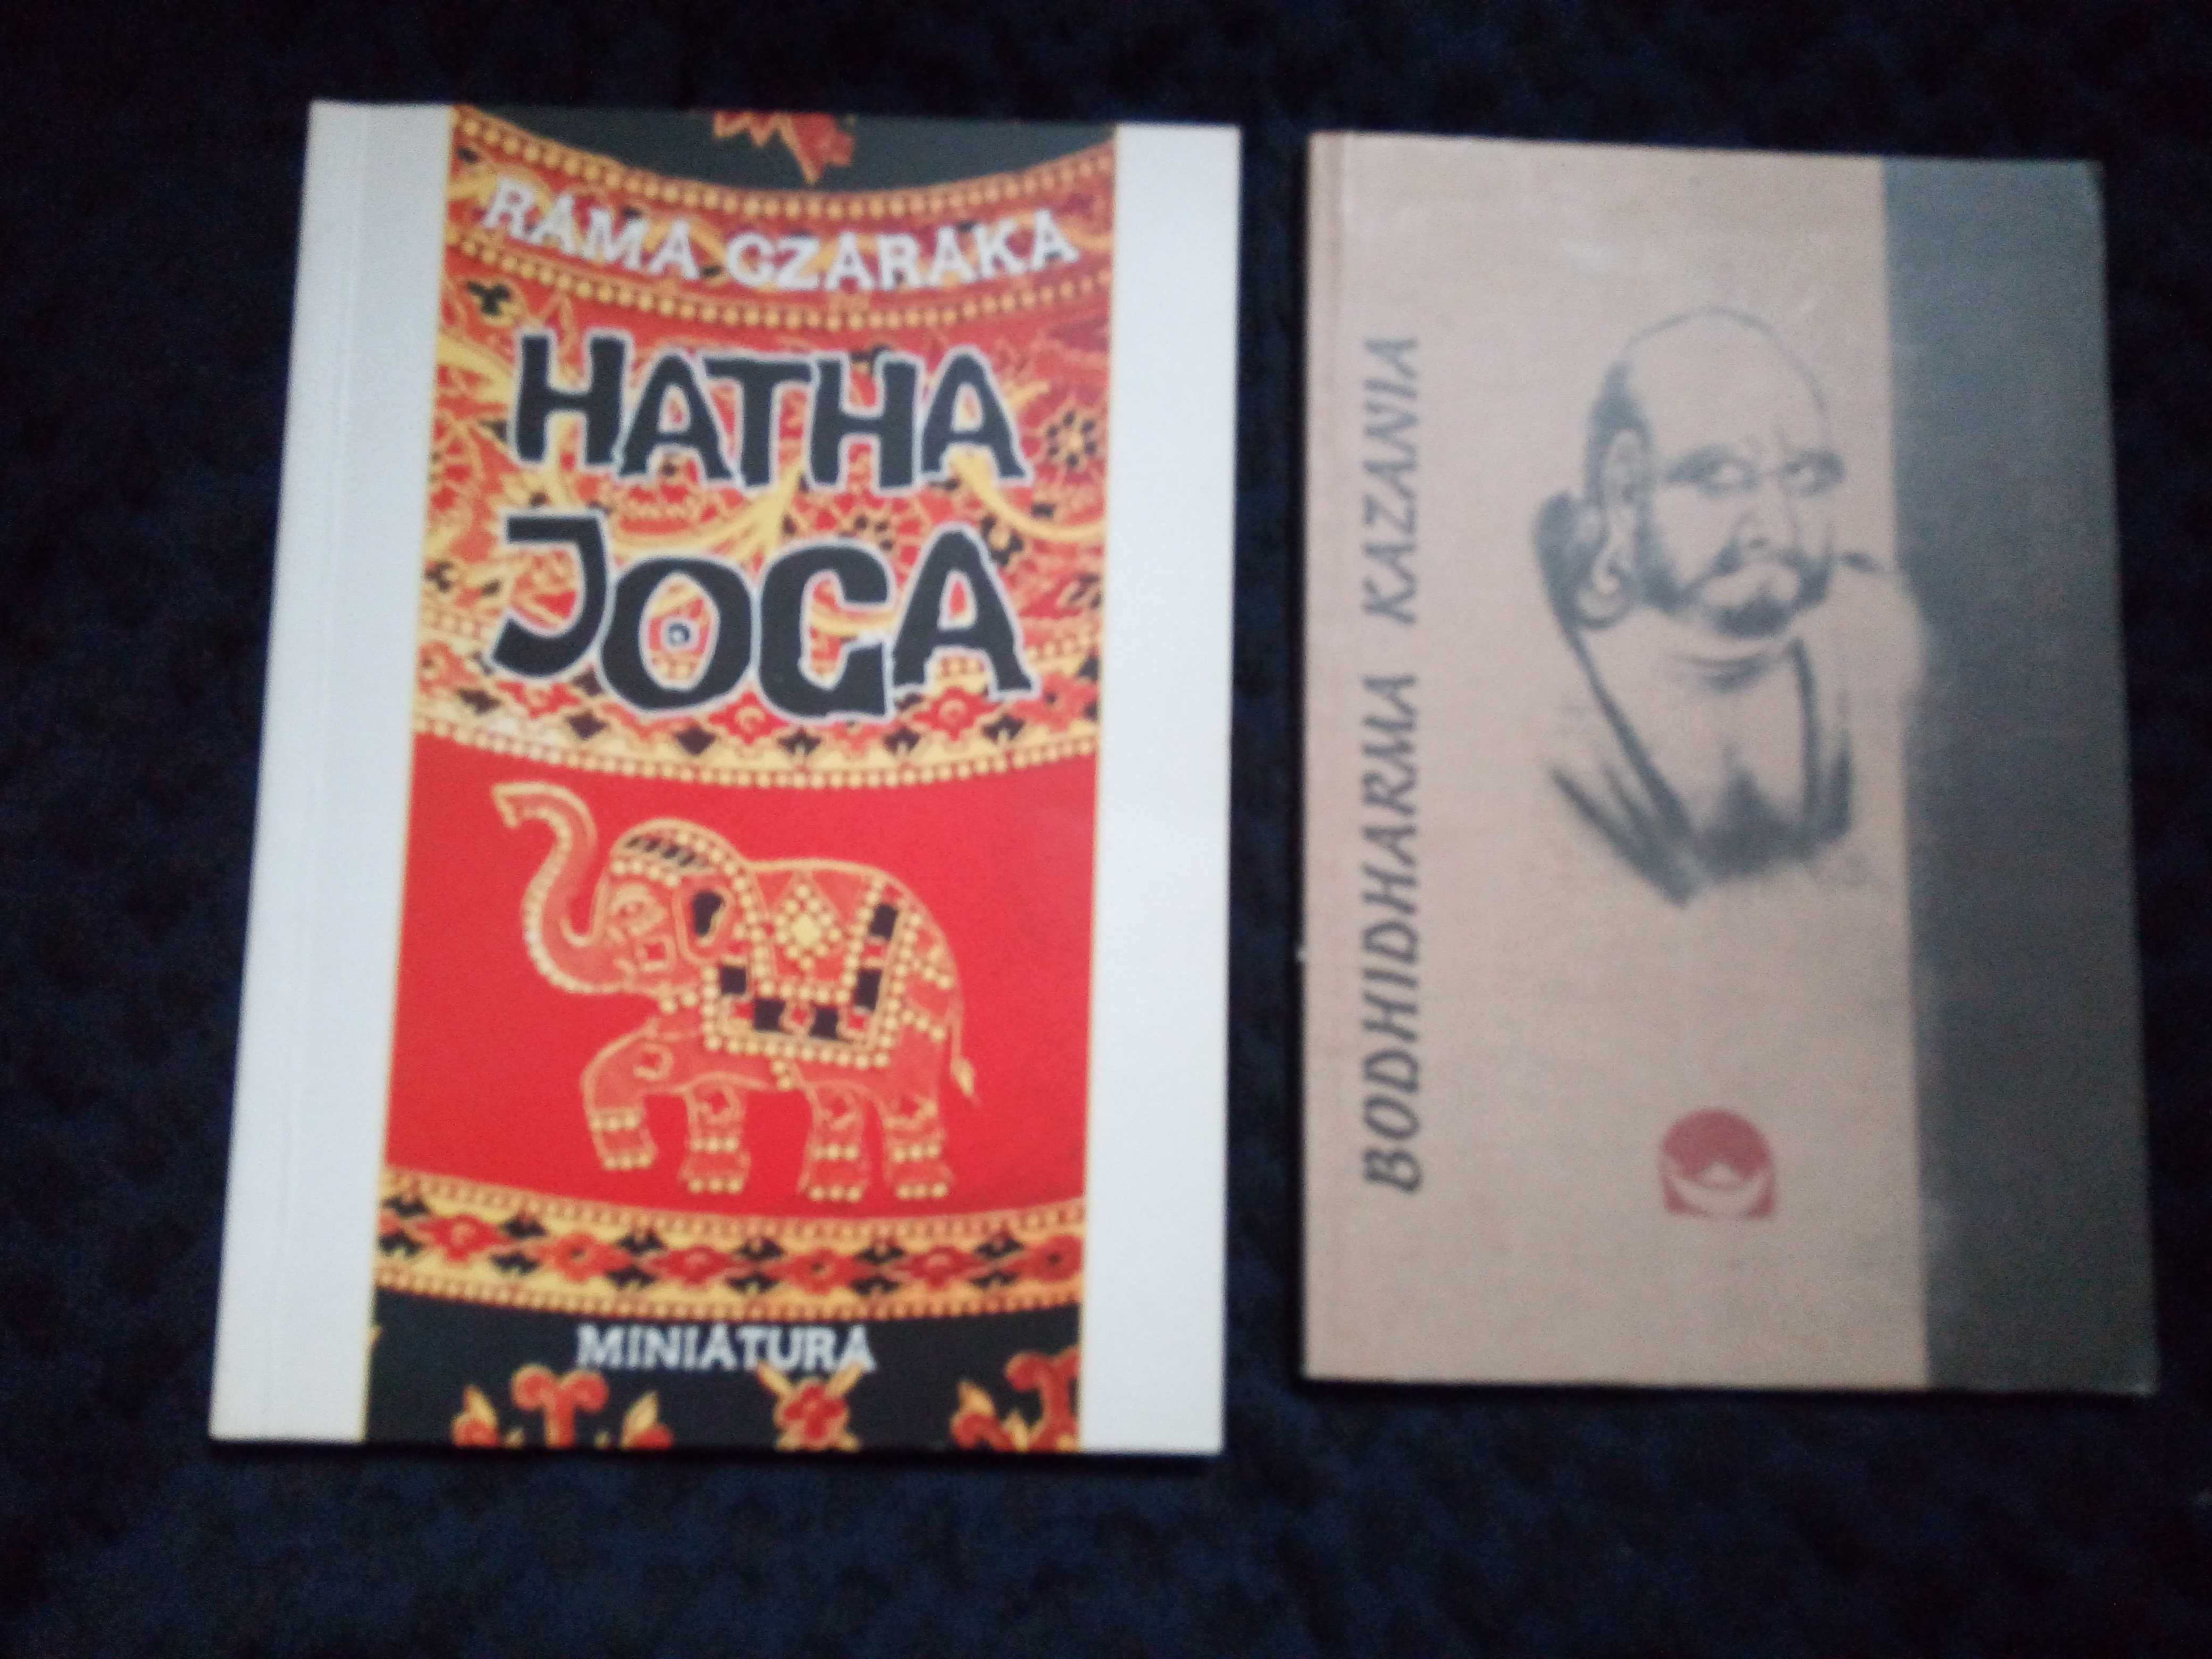 RAMA CZARAKA
HATHA
JOGA
MINIATURA
BODHIDHARMA KAZANIA